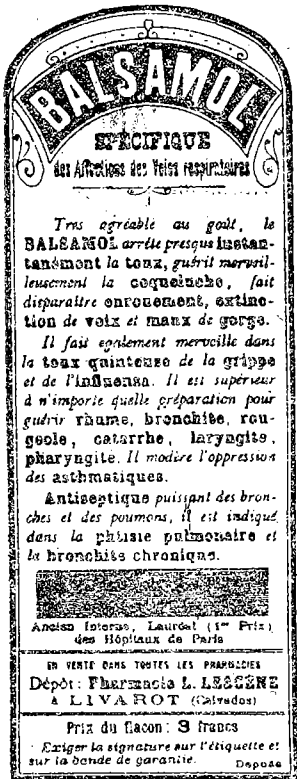 BALSAMOL
SPÉCIFIQUE
des Affections des Voies respiratoires
Très agréable au goût, le
BALSAMOL arrête presque instan-
tanément la toux, guérit merveil-
leusement la coqueluche, fait
disparaître enrouement, extinc-
tion de voix et maux de gorge.
Il fait également merveille dans
la toux quinteuse de la grippe
et de l'influenza. Il est supérieur
à n'importe quelle préparation pour
guérir rhume, bronchite, rou-
geole, catarrhe, laryngite,
pharyngite. Il modère l'oppression
des asthmatiques.
Antiseptique puissant des bron-
ches et des poumons, il est indiqué
dans la phtisie pulmonaire et
la bronchite chronique.
Ancien Interne, Lauréat (1er Prix)
des Hôpitaux de Paris
EN VENTE DANS TOUTES LES PHARMACIES
Dépôt: Pharmacie L. LESCÈNE
à LIVAROT (Calvados)
Prix du flacon: 3 francs
Exiger la signature sur l'étiquette et
sur la bande de garantie. Déposé